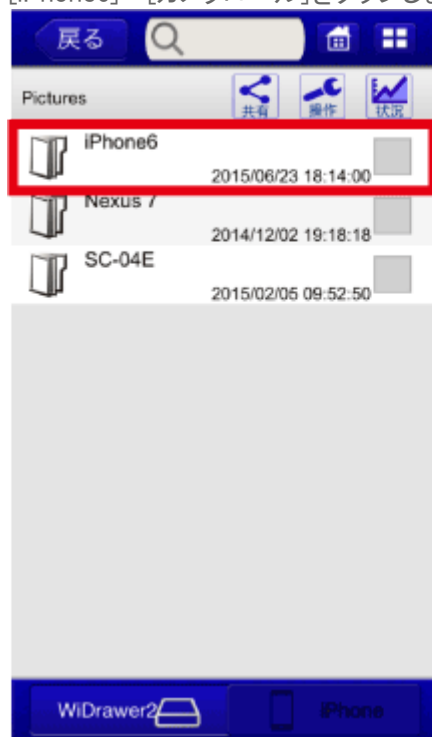 戻る
Pictures
共有
操作
状況
iPhone6
2015/06/23 18:14:00
Nexus 7
2014/12/02 19:18:18
SC-04E
2015/02/05 09:52:50
WiDrawer2
iPhone